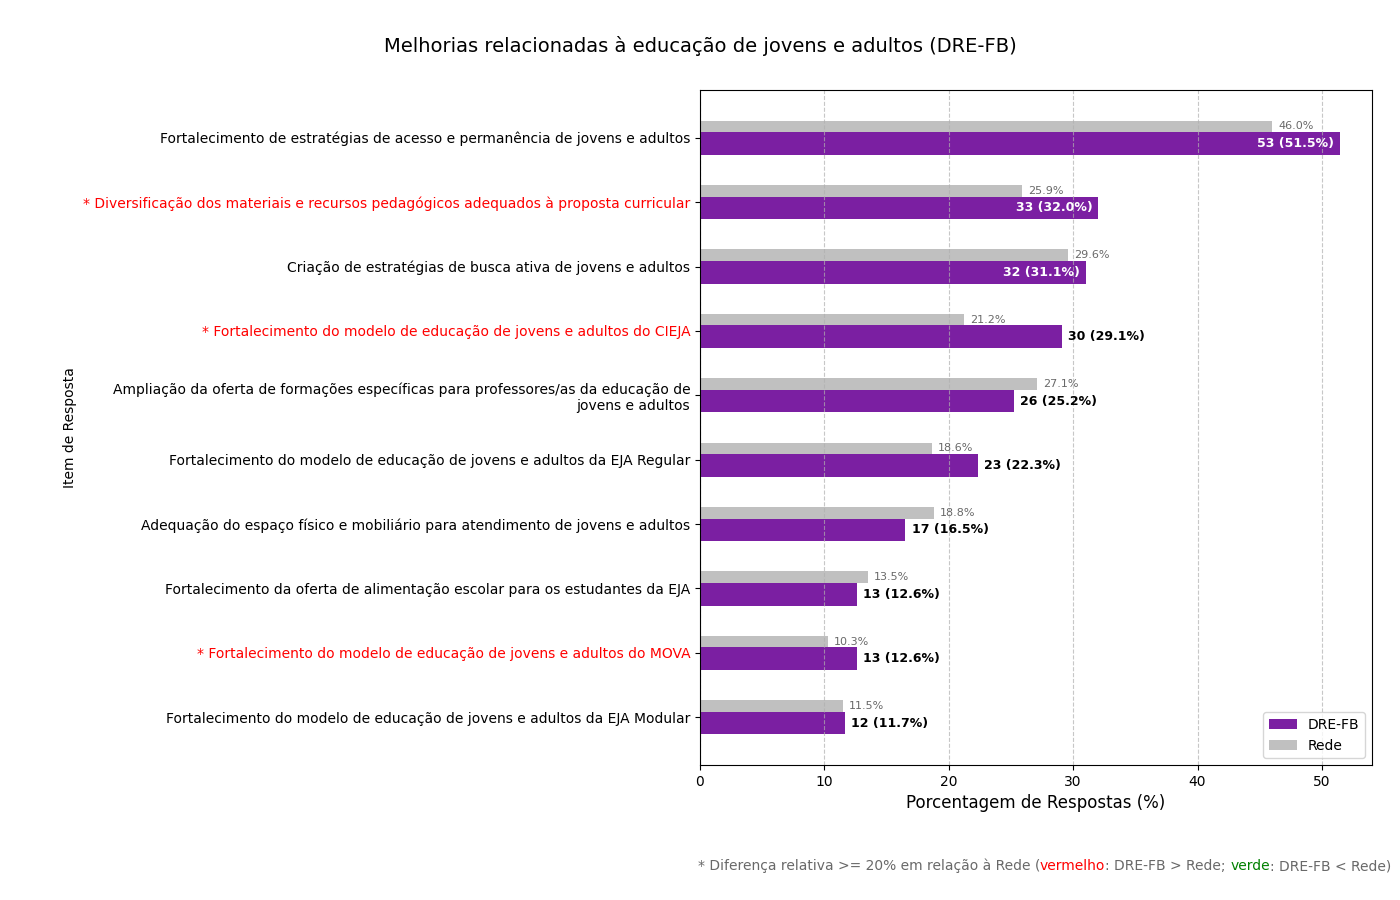 Melhorias relacionadas à educação de jovens e adultos (DRE-FB)
Item de Resposta
Fortalecimento de estratégias de acesso e permanência de jovens e adultos
46.0%
53 (51.5%)
* Diversificação dos materiais e recursos pedagógicos adequados à proposta curricular
25.9%
33 (32.0%)
Criação de estratégias de busca ativa de jovens e adultos
29.6%
32 (31.1%)
* Fortalecimento do modelo de educação de jovens e adultos do CIEJA
21.2%
30 (29.1%)
Ampliação da oferta de formações específicas para professores/as da educação de
jovens e adultos
27.1%
26 (25.2%)
Fortalecimento do modelo de educação de jovens e adultos da EJA Regular
18.6%
23 (22.3%)
Adequação do espaço físico e mobiliário para atendimento de jovens e adultos
18.8%
17 (16.5%)
Fortalecimento da oferta de alimentação escolar para os estudantes da EJA
13.5%
13 (12.6%)
* Fortalecimento do modelo de educação de jovens e adultos do MOVA
10.3%
13 (12.6%)
Fortalecimento do modelo de educação de jovens e adultos da EJA Modular
11.5%
12 (11.7%)
DRE-FB
Rede
0 10 20 30 40 50
Porcentagem de Respostas (%)
* Diferença relativa >= 20% em relação à Rede (vermelho: DRE-FB > Rede; verde: DRE-FB < Rede)